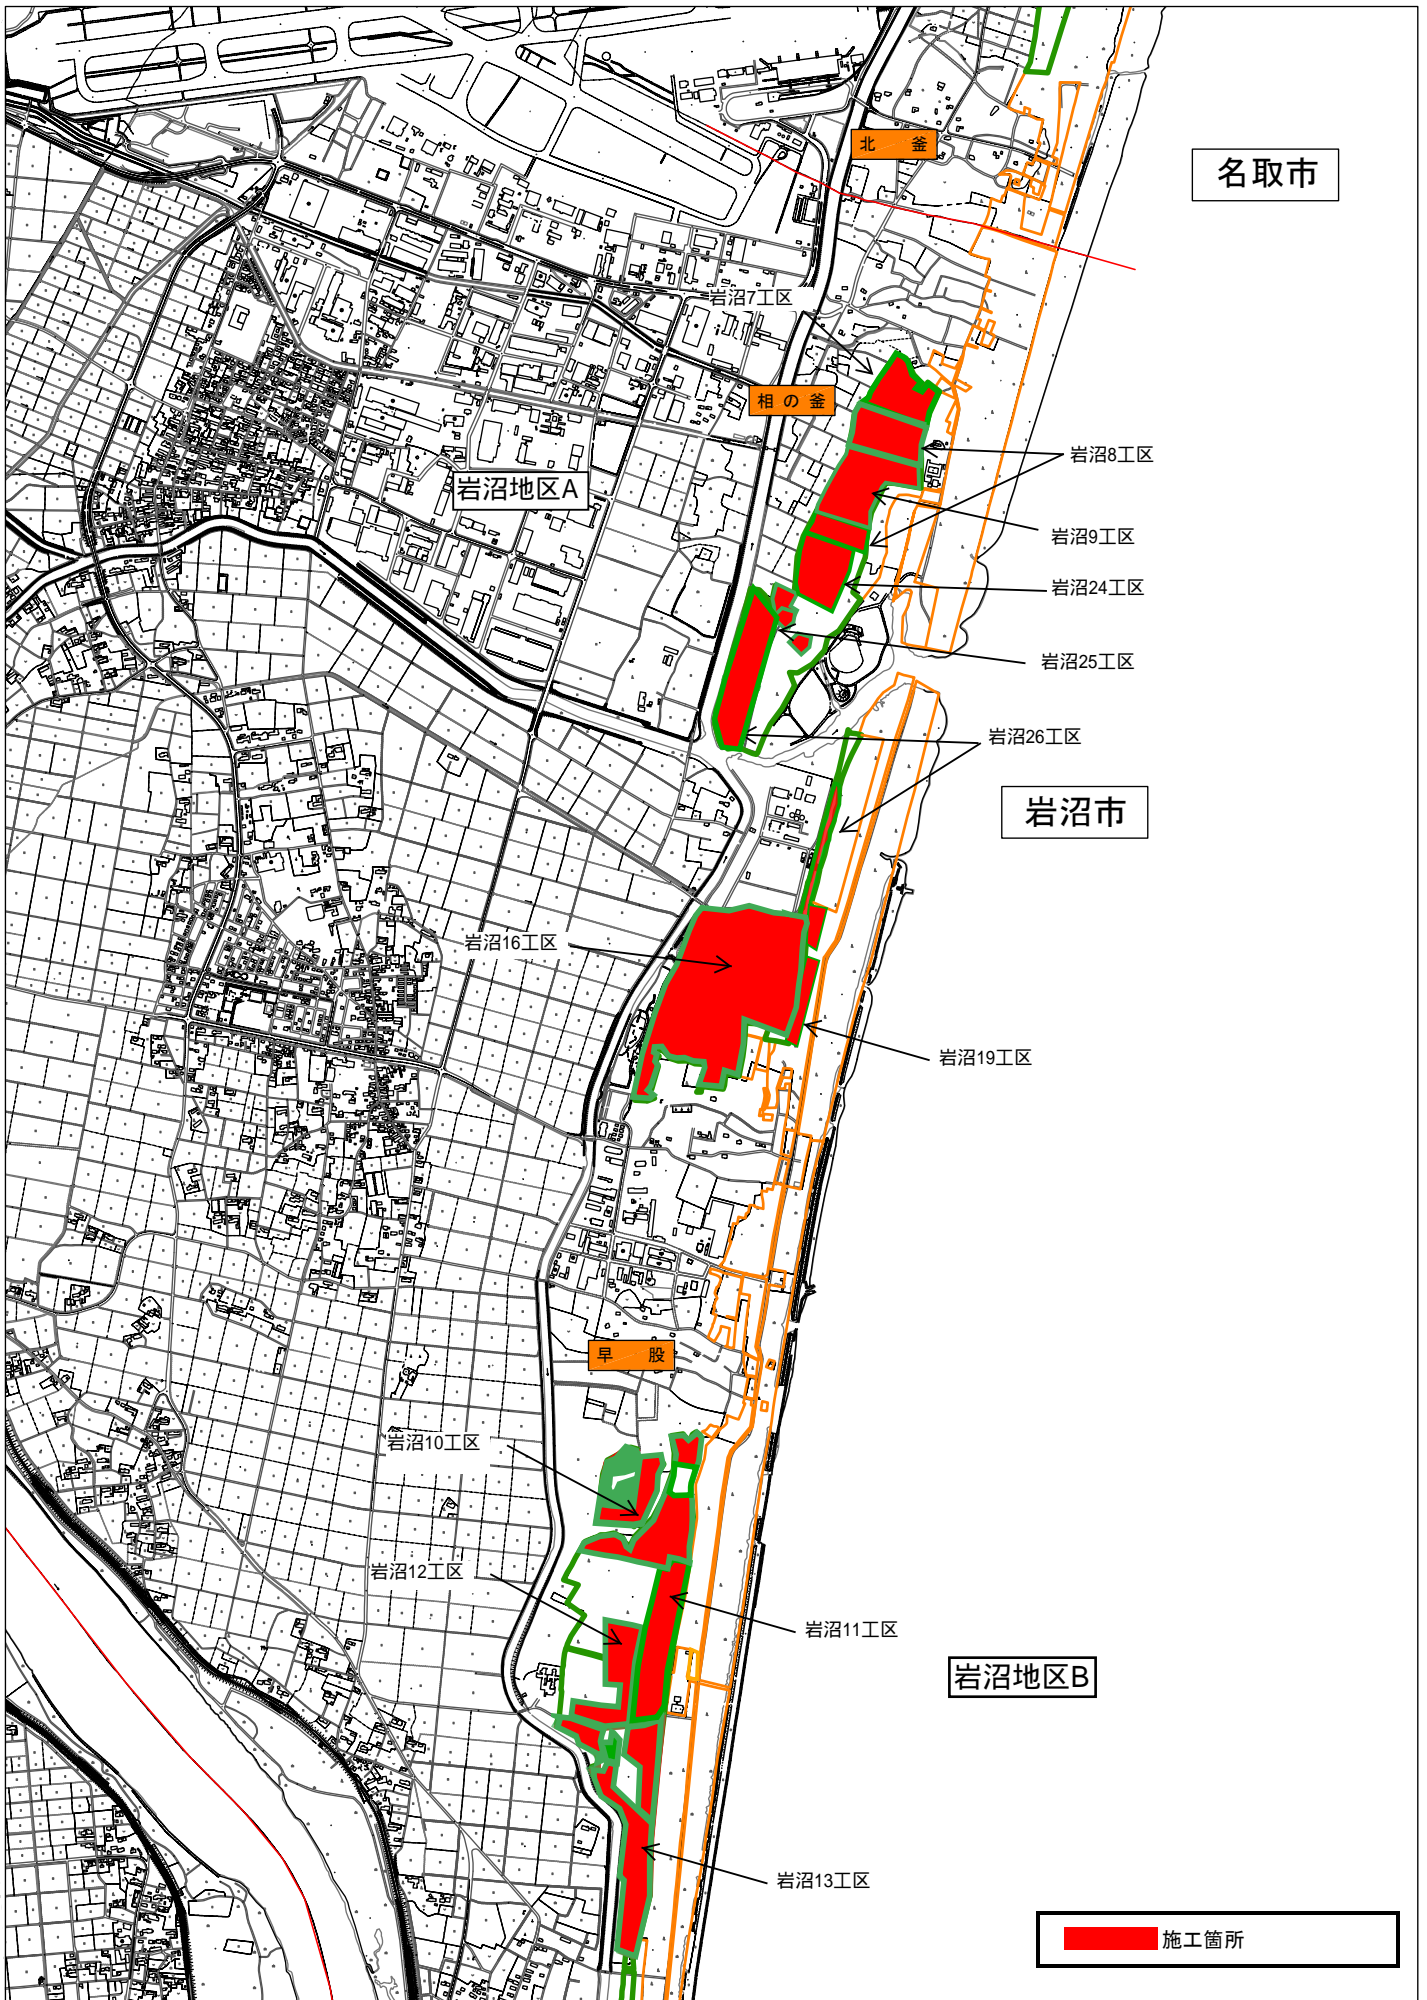 北 釜
名取市
岩沼7工区
相 の 釜
岩沼8工区
岩沼地区A
岩沼9工区
岩沼24工区
岩沼25工区
岩沼26工区
岩沼市
岩沼16工区
岩沼19工区
早 股
岩沼10工区
岩沼12工区
岩沼11工区
岩沼地区B
岩沼13工区
施工箇所